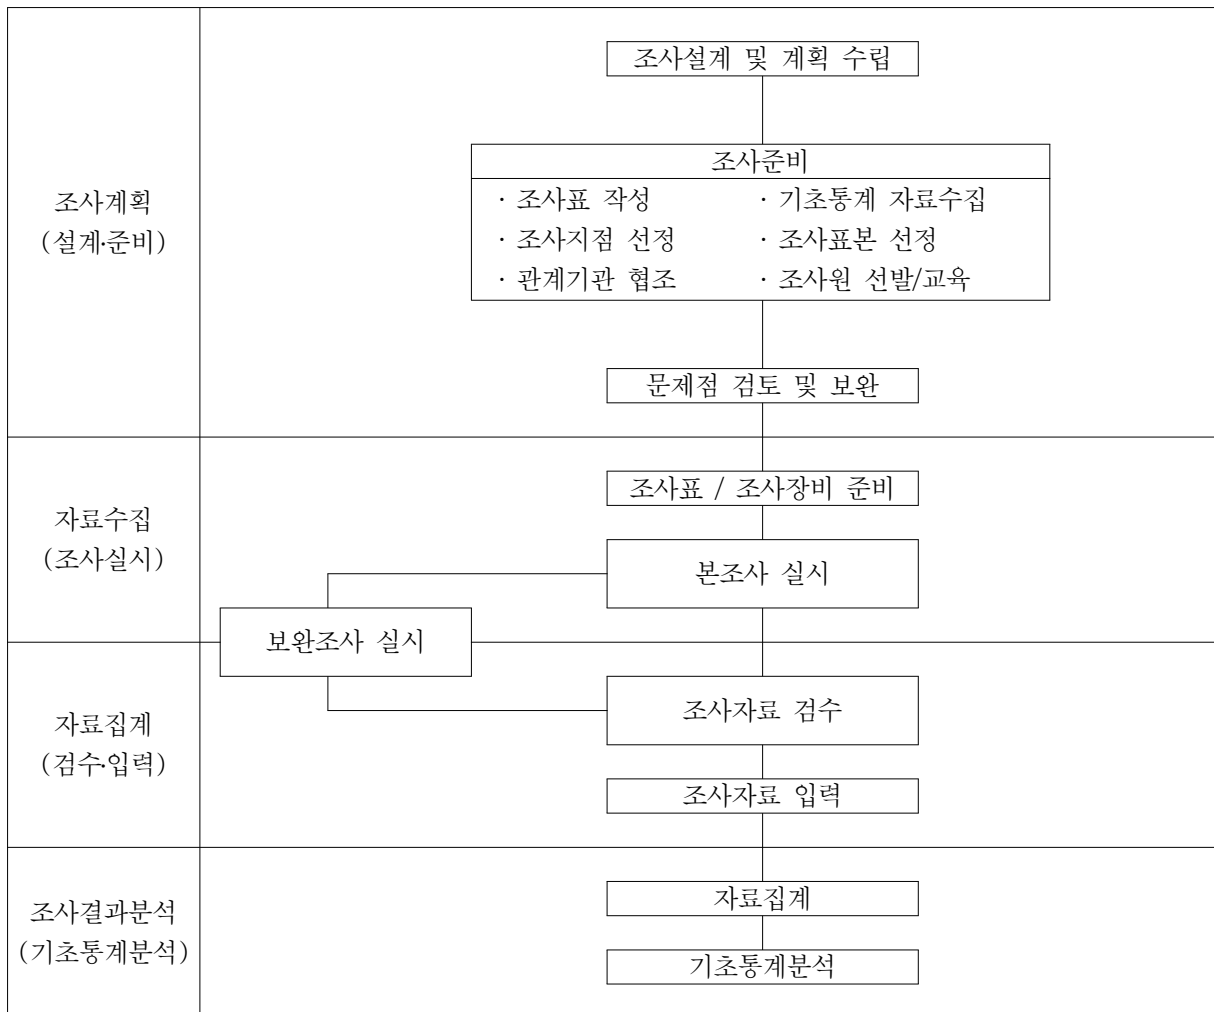 조사설계 및 계획 수립
조사준비
· 조사표 작성 · 기초통계 자료수집
· 조사지점 선정 · 조사표본 선정
· 관계기관 협조 · 조사원 선발/교육
조사계획
(설계·준비)
문제점 검토 및 보완
조사표 / 조사장비 준비
자료수집
(조사실시)
본조사 실시
보완조사 실시
조사자료 검수
자료집계
(검수·입력)
조사자료 입력
자료집계
조사결과분석
(기초통계분석)
기초통계분석